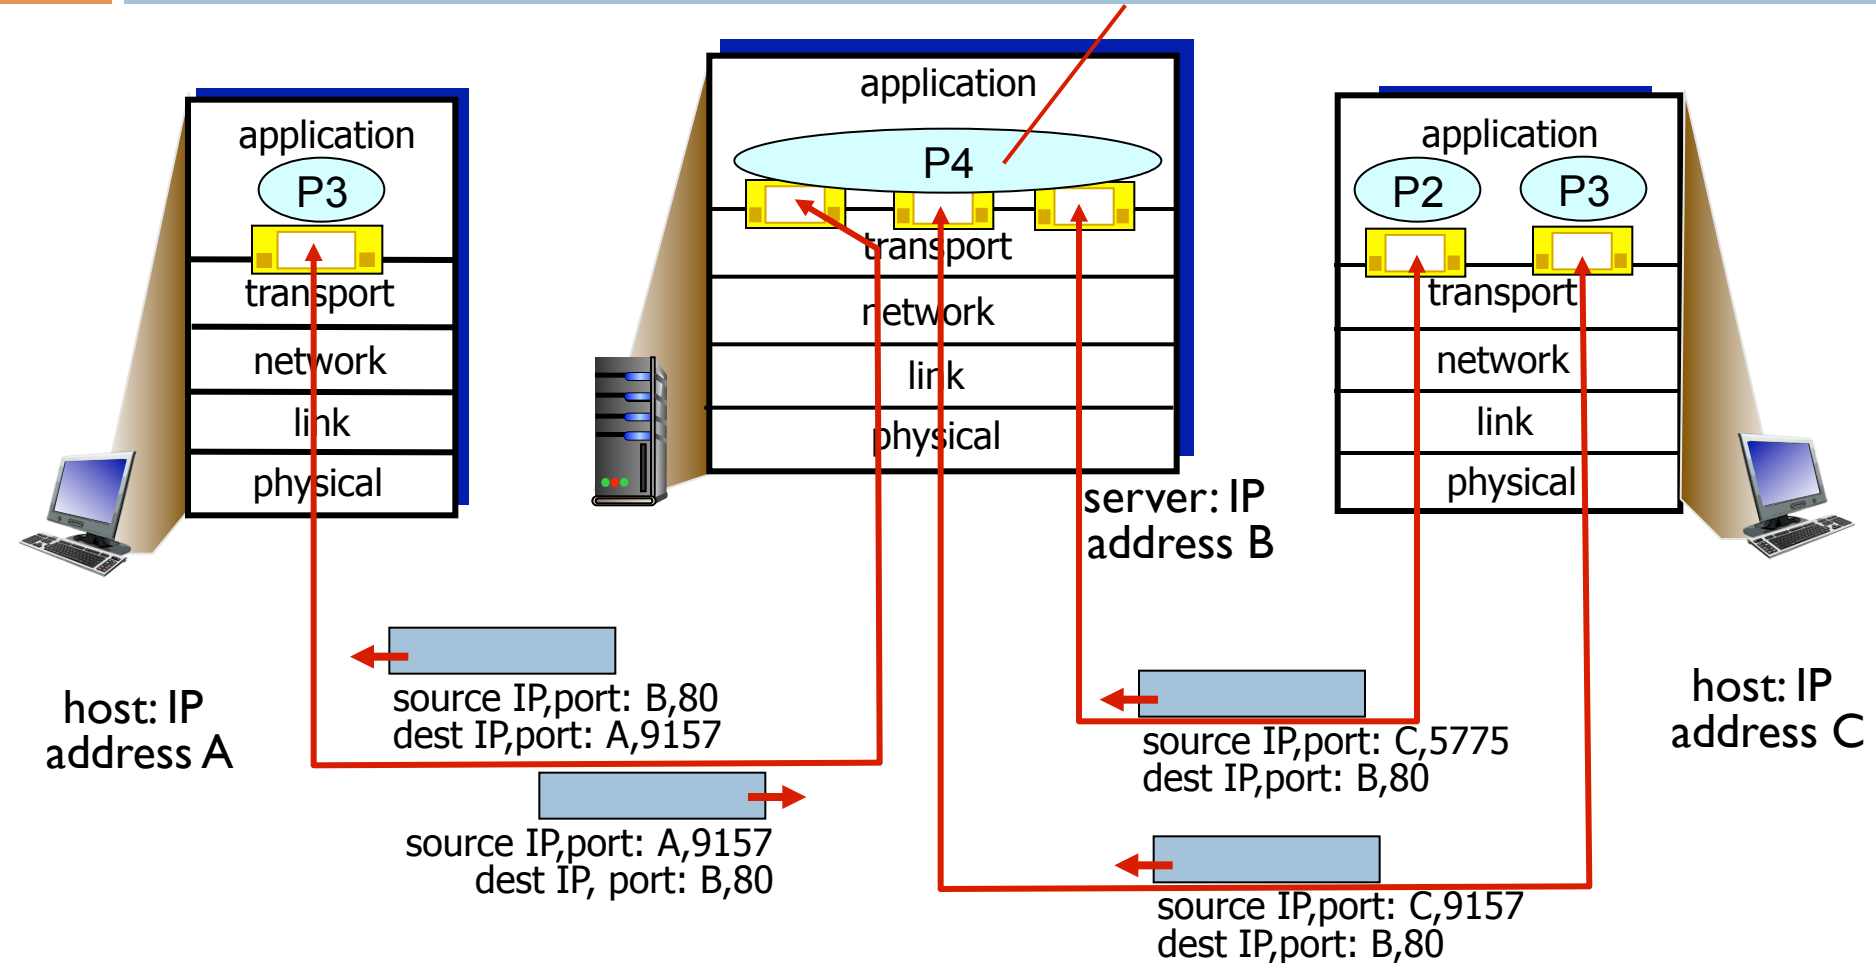 application
P3
transport
network
link
physical
host: IP
address A
application
P4
transport
network
link
physical
server: IP
address B
application
P2
P3
transport
network
link
physical
host: IP
address C
source IP,port: B,80
dest IP,port: A,9157
source IP,port: A,9157
dest IP, port: B,80
source IP,port: C,5775
dest IP,port: B,80
source IP,port: C,9157
dest IP,port: B,80